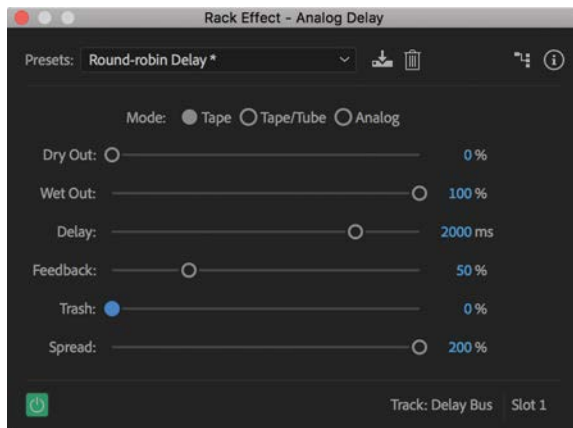 Rack Effect - Analog Delay
Presets: Round-robin Delay *
Mode: Tape Tape/Tube Analog
Dry Out: 0 %
Wet Out: 100 %
Delay: 2000 ms
Feedback: 50 %
Trash: 0 %
Spread: 200 %
Track: Delay Bus Slot 1